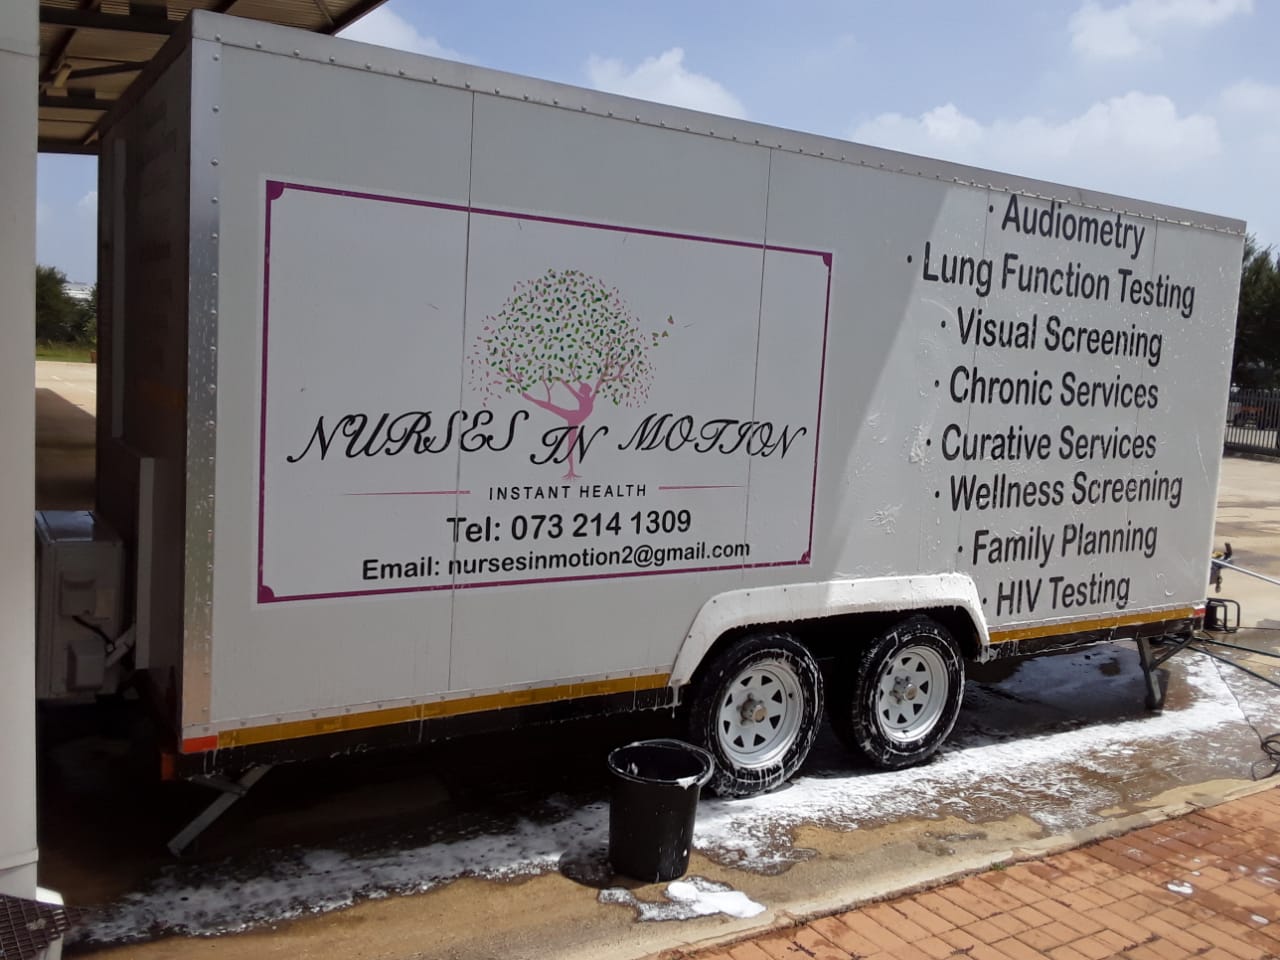 NURSES IN MOTION
INSTANT HEALTH
Tel: 073 214 1309
Email: nursesinmotion2@gmail.com
· Audiometry
· Lung Function Testing
· Visual Screening
· Chronic Services
· Curative Services
· Wellness Screening
· Family Planning
· HIV Testing